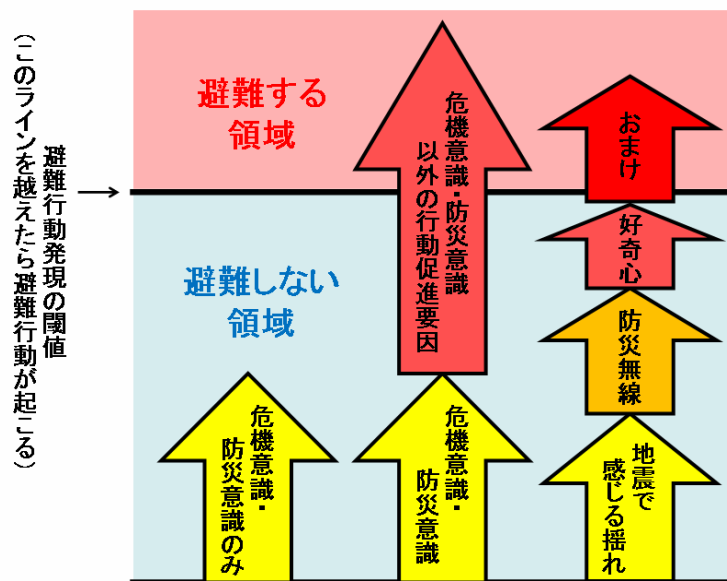 避難行動発現の閾値
（このラインを越えたら避難行動が起こる）
避難する
領域
避難しない
領域
危機意識・
防災意識のみ
危機意識・防災意識
以外の行動促進要因
危機意識・
防災意識
おまけ
好奇心
防災無線
地震で
感じる揺れ